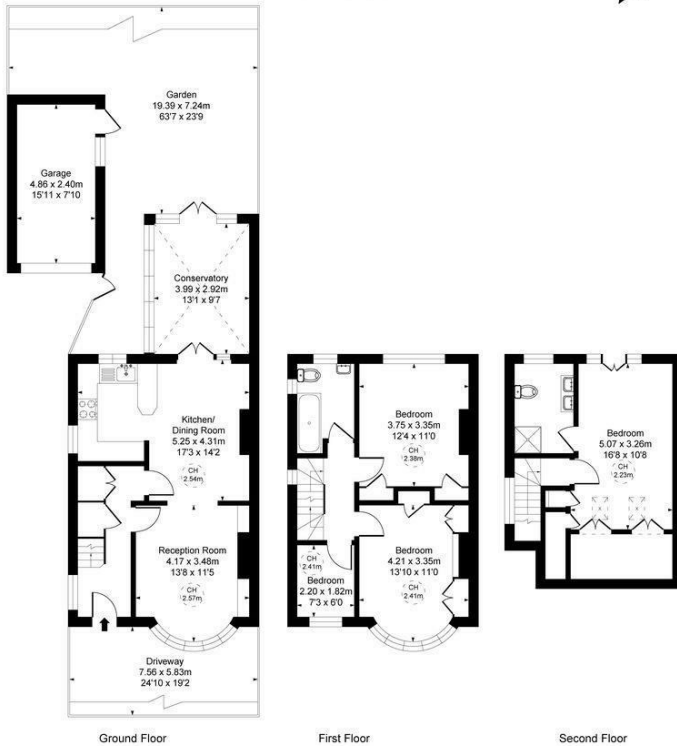 Garden
19.39 x 7.24m
63'7 x 23'9
Garage
4.86 x 2.40m
15'11 x 7'10
Conservatory
3.99 x 2.92m
13'1 x 9'7
Kitchen/
Dining Room
5.25 x 4.31m
17'3 x 14'2
CH
2.54m
Reception Room
4.17 x 3.48m
13'8 x 11'5
CH
2.57m
Driveway
7.56 x 5.83m
24'10 x 19'2
Ground Floor
Bedroom
3.75 x 3.35m
12'4 x 11'0
CH
2.38m
Bedroom
4.21 x 3.35m
13'10 x 11'0
CH
2.41m
CH
2.41m
Bedroom
2.20 x 1.82m
7'3 x 6'0
First Floor
Bedroom
5.07 x 3.26m
16'8 x 10'8
CH
2.23m
Second Floor